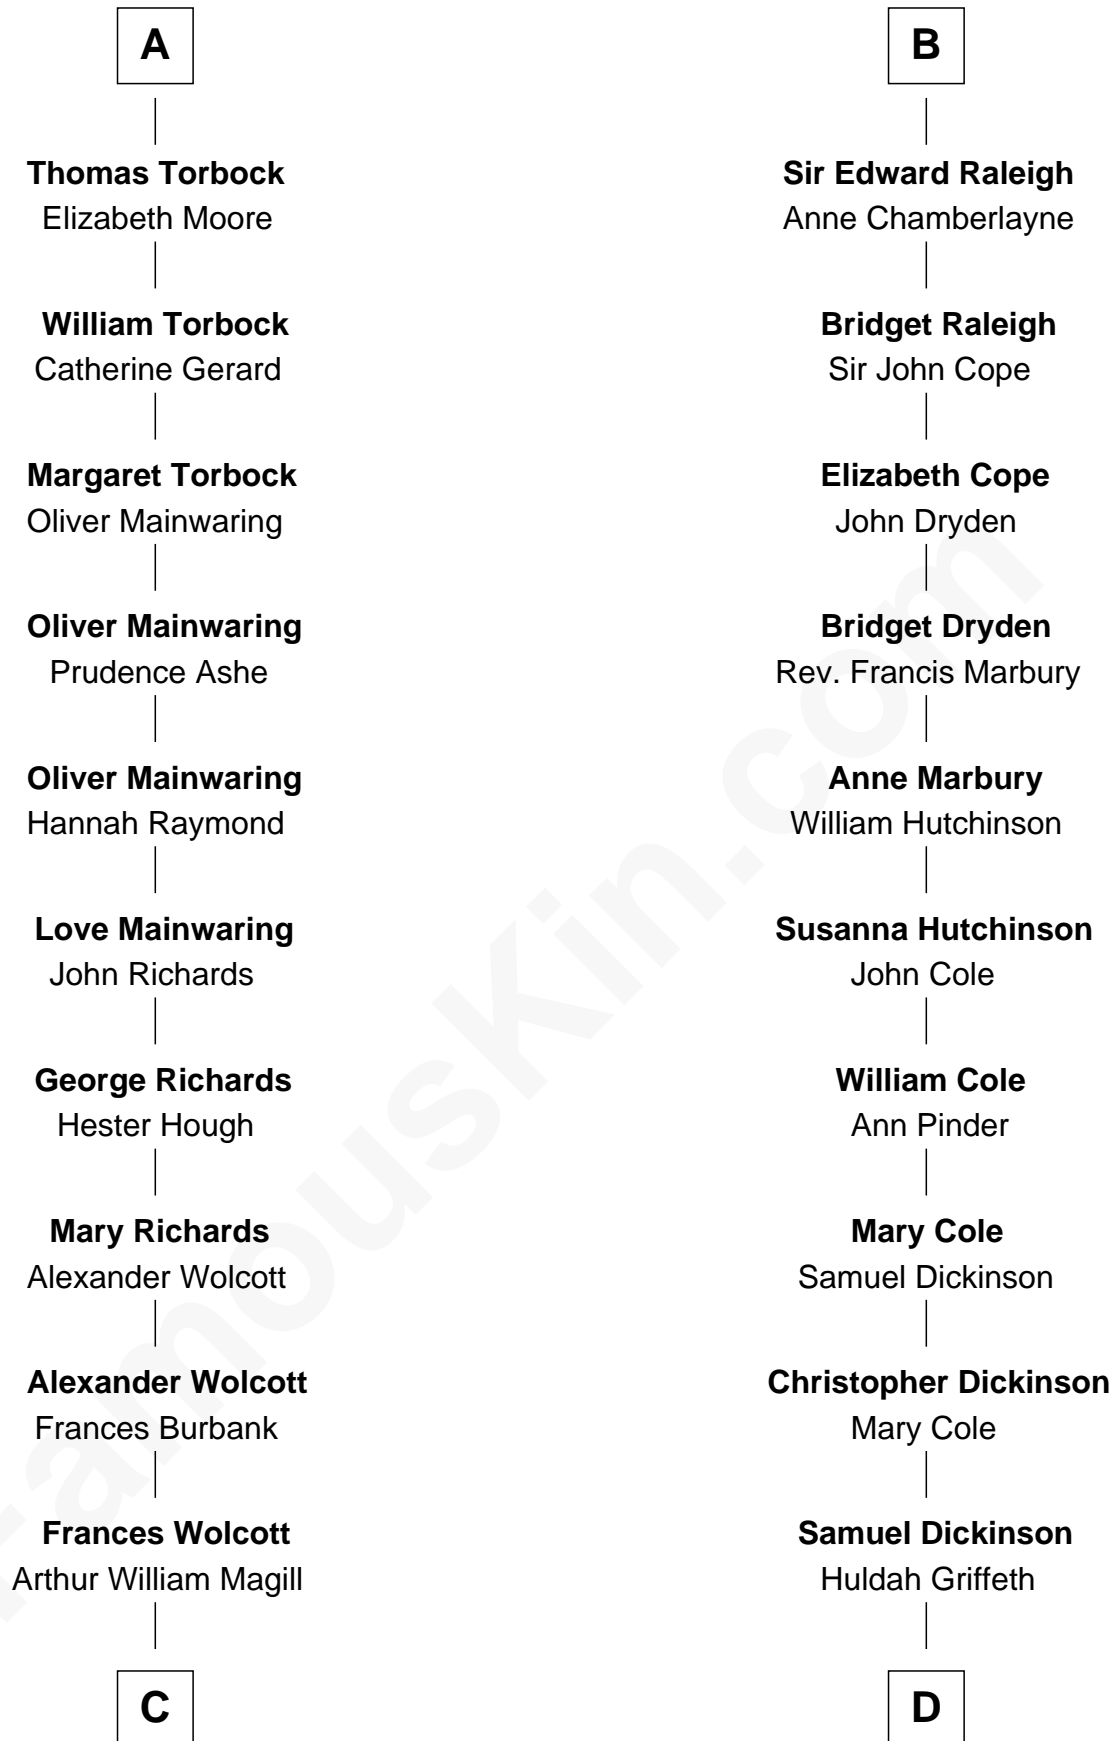 A
Thomas Torbock
Elizabeth Moore
William Torbock
Catherine Gerard
Margaret Torbock
Oliver Mainwaring
Oliver Mainwaring
Prudence Ashe
Oliver Mainwaring
Hannah Raymond
Love Mainwaring
John Richards
George Richards
Hester Hough
Mary Richards
Alexander Wolcott
Alexander Wolcott
Frances Burbank
Frances Wolcott
Arthur William Magill
C
B
Sir Edward Raleigh
Anne Chamberlayne
Bridget Raleigh
Sir John Cope
Elizabeth Cope
John Dryden
Bridget Dryden
Rev. Francis Marbury
Anne Marbury
William Hutchinson
Susanna Hutchinson
John Cole
William Cole
Ann Pinder
Mary Cole
Samuel Dickinson
Christopher Dickinson
Mary Cole
Samuel Dickinson
Huldah Griffeth
D
FamousKin.com